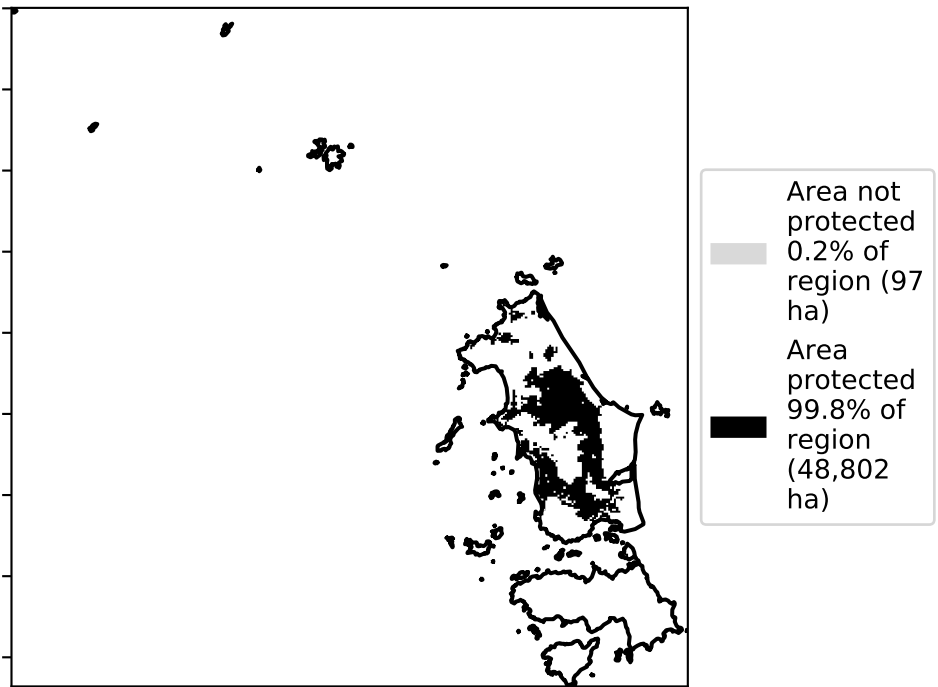 Area not
protected
0.2% of
region (97
ha)
Area
protected
99.8% of
region
(48,802
ha)